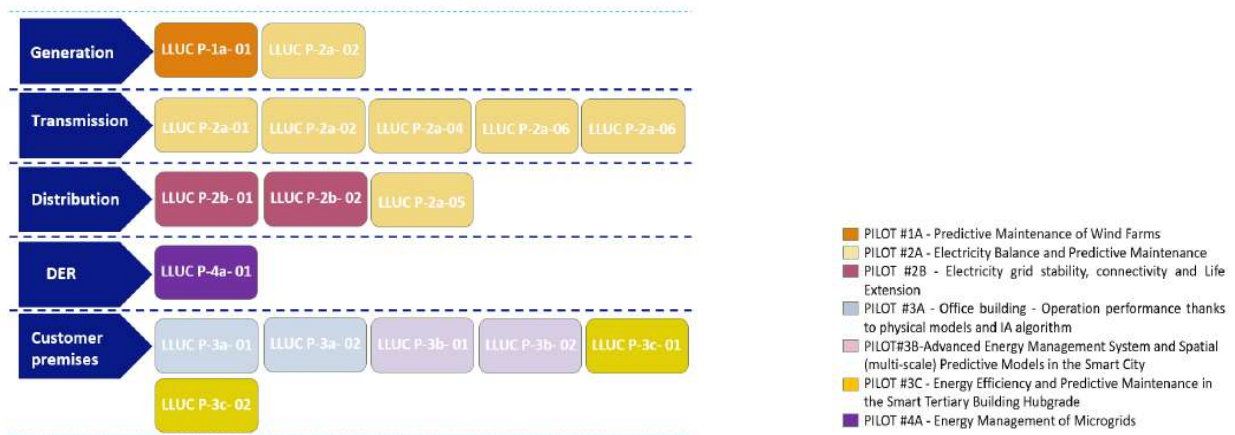 Generation
LLUC P-1a- 01
LLUC P-2a- 02
Transmission
LLUC P-2a-01
LLUC P-2a-02
LLUC P-2a-04
LLUC P-2a-06
LLUC P-2a-06
Distribution
LLUC P-2b- 01
LLUC P-2b- 02
LLUC P-2a-05
DER
LLUC P-4a- 01
Customer
premises
LLUC P-3a- 01
LLUC P-3a- 02
LLUC P-3b- 01
LLUC P-3b- 02
LLUC P-3c- 01
LLUC P-3c- 02
PILOT #1A - Predictive Maintenance of Wind Farms
PILOT #2A - Electricity Balance and Predictive Maintenance
PILOT #2B - Electricity grid stability, connectivity and Life
Extension
PILOT #3A - Office building - Operation performance thanks
to physical models and IA algorithm
PILOT#3B-Advanced Energy Management System and Spatial
(multi-scale) Predictive Models in the Smart City
PILOT #3C - Energy Efficiency and Predictive Maintenance in
the Smart Tertiary Building Hubgrade
PILOT #4A - Energy Management of Microgrids